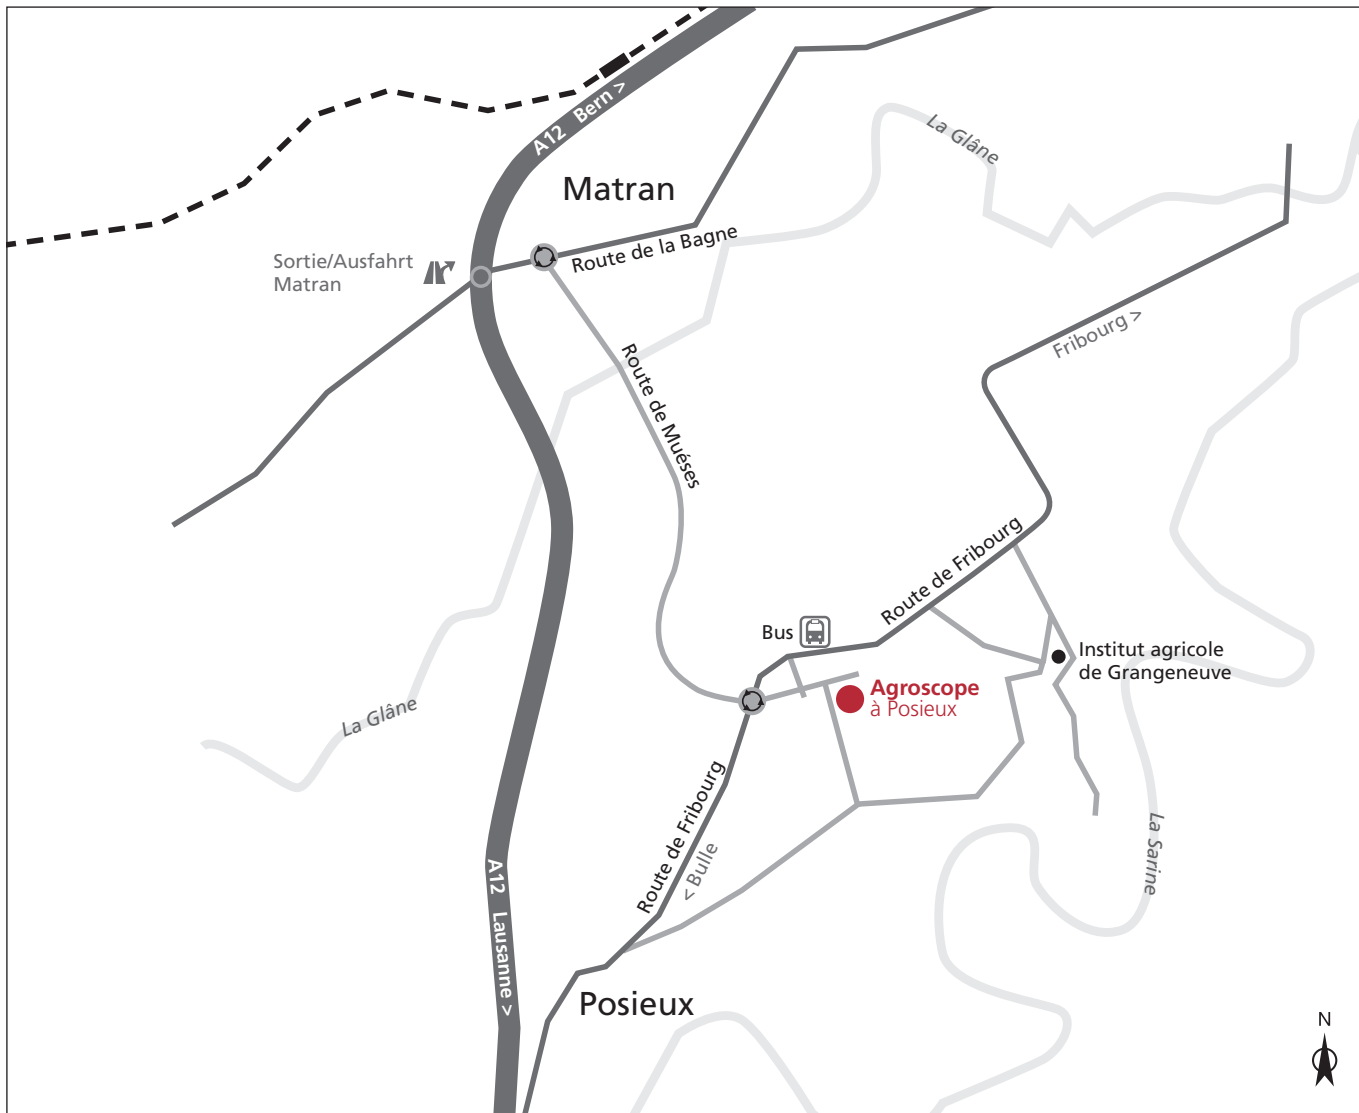 A12 Bern >
La Glâne
Matran
Route de la Bagne
Sortie/Ausfahrt
Matran
Fribourg >
Route de Muéses
Route de Fribourg
Bus
Institut agricole
de Grangeneuve
Agroscope
à Posieux
La Glâne
Route de Fribourg
< Bulle
La Sarine
A12 Lausanne >
Posieux
N